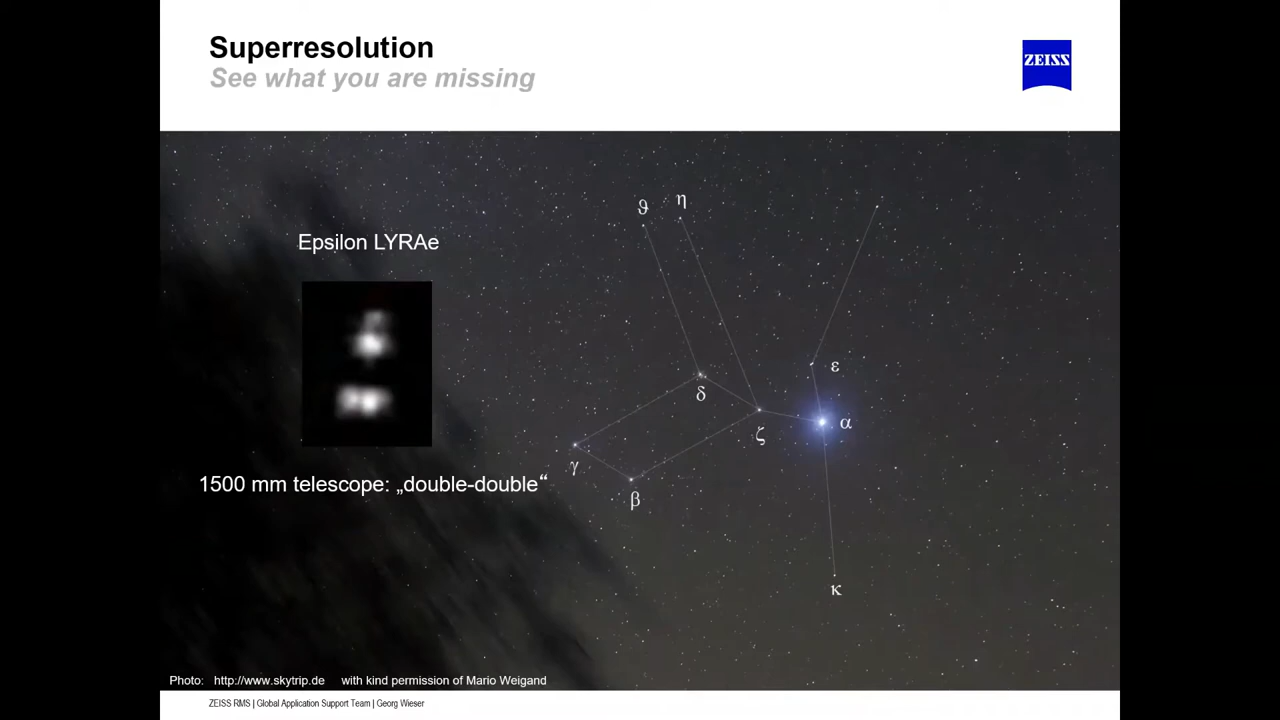 Superresolution
See what you are missing
ZEISS
ϑ η
Epsilon LYRAe
ε
δ
α
ζ
γ
1500 mm telescope: „double-double“
β
κ
Photo: http://www.skytrip.de with kind permission of Mario Weigand
ZEISS RMS | Global Application Support Team | Georg Wieser